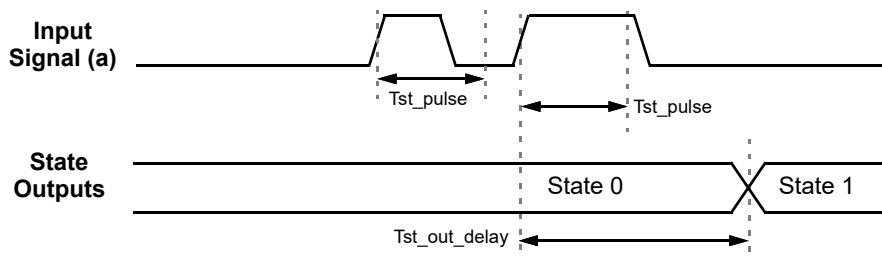 Input
Signal (a)
Tst_pulse
Tst_pulse
State
Outputs
State 0
State 1
Tst_out_delay